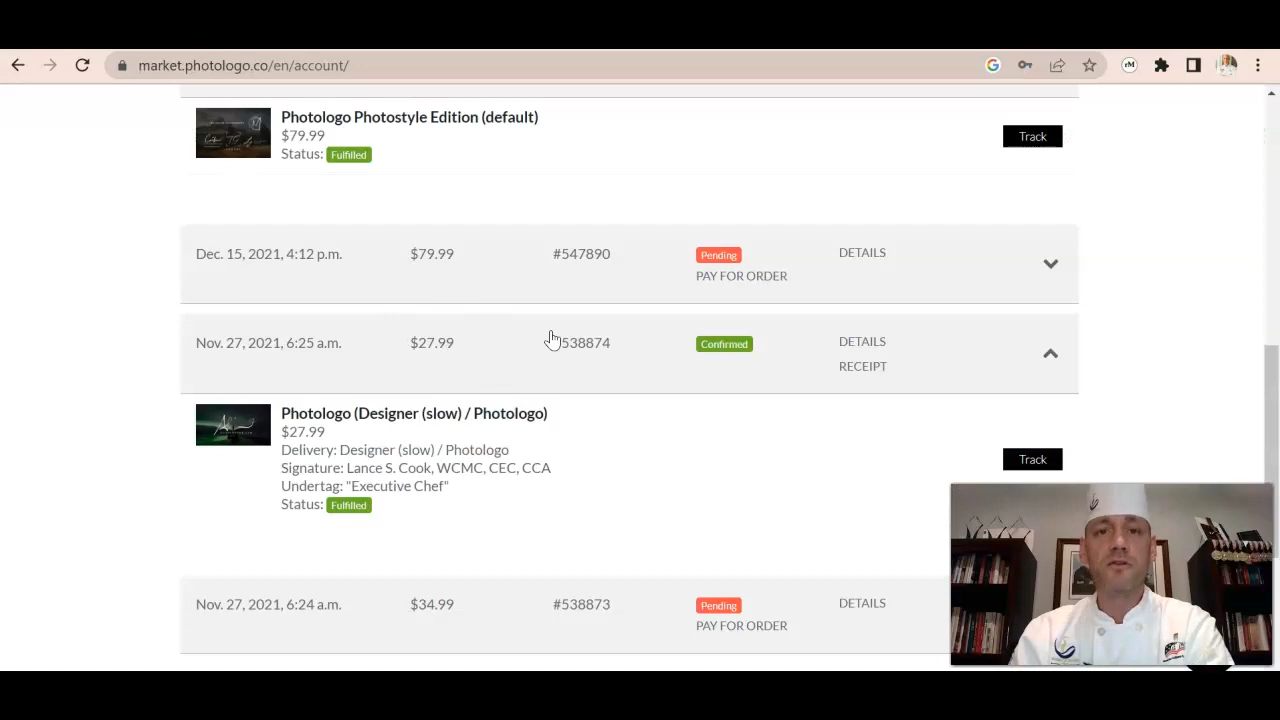 market.photologo.co/en/account/
Photologo Photostyle Edition (default)
$79.99
Status: Fulfilled
Track
Dec. 15, 2021, 4:12 p.m. $79.99 #547890 Pending DETAILS
PAY FOR ORDER
Nov. 27, 2021, 6:25 a.m. $27.99 538874 Confirmed DETAILS
RECEIPT
Photologo (Designer (slow) / Photologo)
$27.99
Delivery: Designer (slow) / Photologo
Signature: Lance S. Cook, WCMC, CEC, CCA
Undertag: "Executive Chef"
Status: Fulfilled
Track
Nov. 27, 2021, 6:24 a.m. $34.99 #538873 Pending DETAILS
PAY FOR ORDER